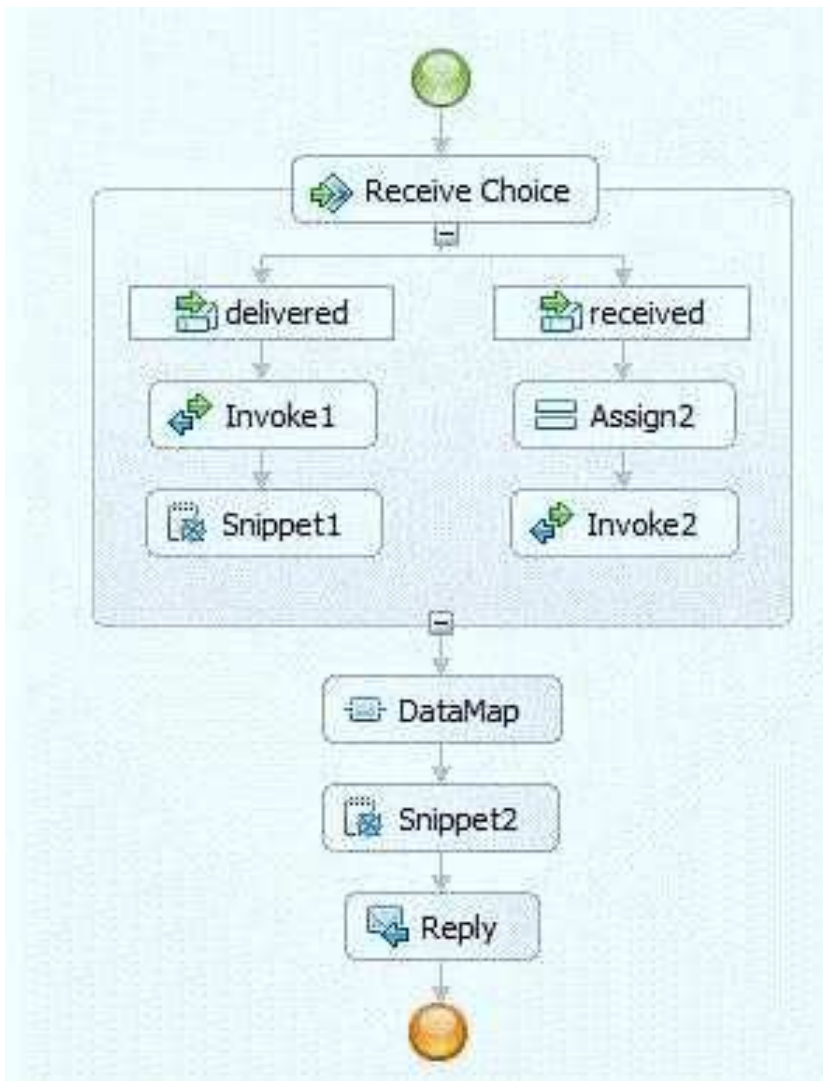 Receive Choice
delivered
received
Invoke1
Assign2
Snippet1
Invoke2
DataMap
Snippet2
Reply